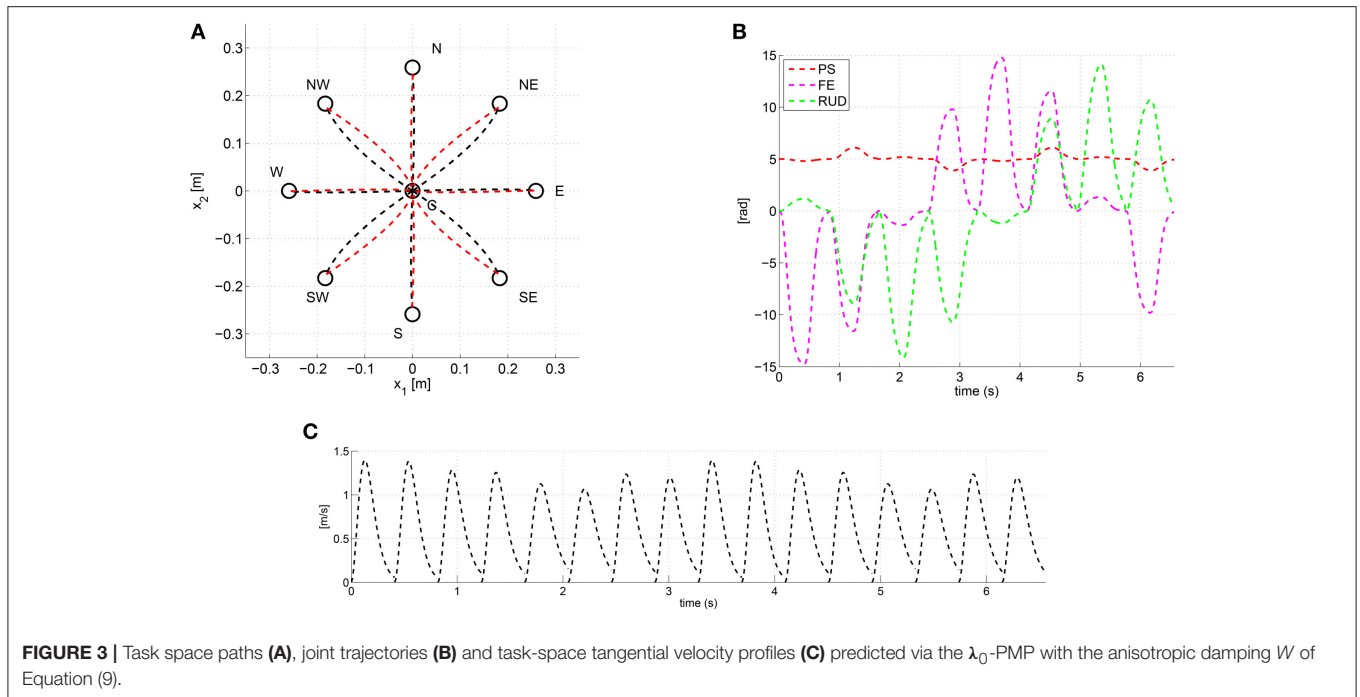 A
0.3
0.2
0.1
0
−0.1
−0.2
−0.3
x_2 [m]
−0.3 −0.2 −0.1 0 0.1 0.2 0.3
x_1 [m]
N
NW
NE
W
C
E
SW
SE
S
B
15
10
5
0
−5
−10
−15
[rad]
PS
FE
RUD
0 1 2 3 4 5 6
time (s)
C
1.5
1
0.5
0
[m/s]
0 1 2 3 4 5 6
time (s)
FIGURE 3 | Task space paths (A), joint trajectories (B) and task-space tangential velocity profiles (C) predicted via the λ₀-PMP with the anisotropic damping W of
Equation (9).